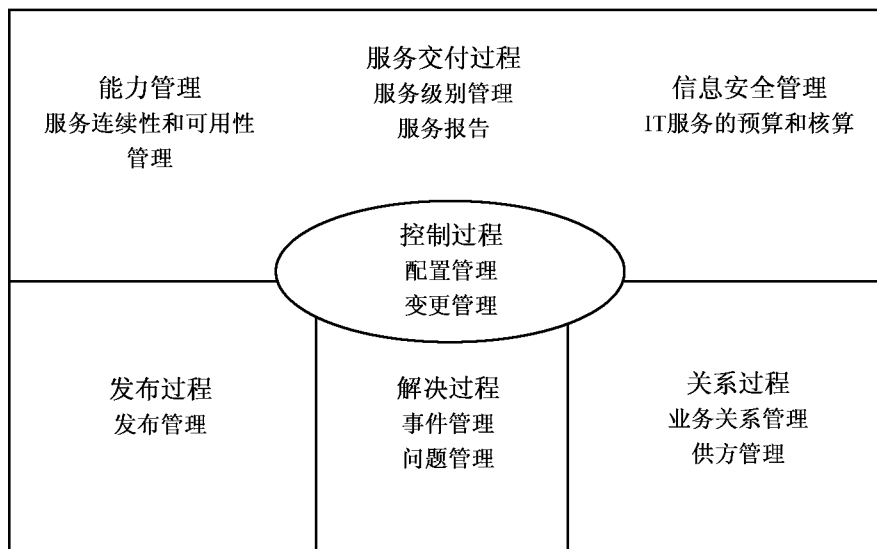 服务交付过程
能力管理
服务级别管理
信息安全管理
服务连续性和可用性
管理
服务报告
IT服务的预算和核算
控制过程
配置管理
变更管理
发布过程
发布管理
解决过程
事件管理
问题管理
关系过程
业务关系管理
供方管理